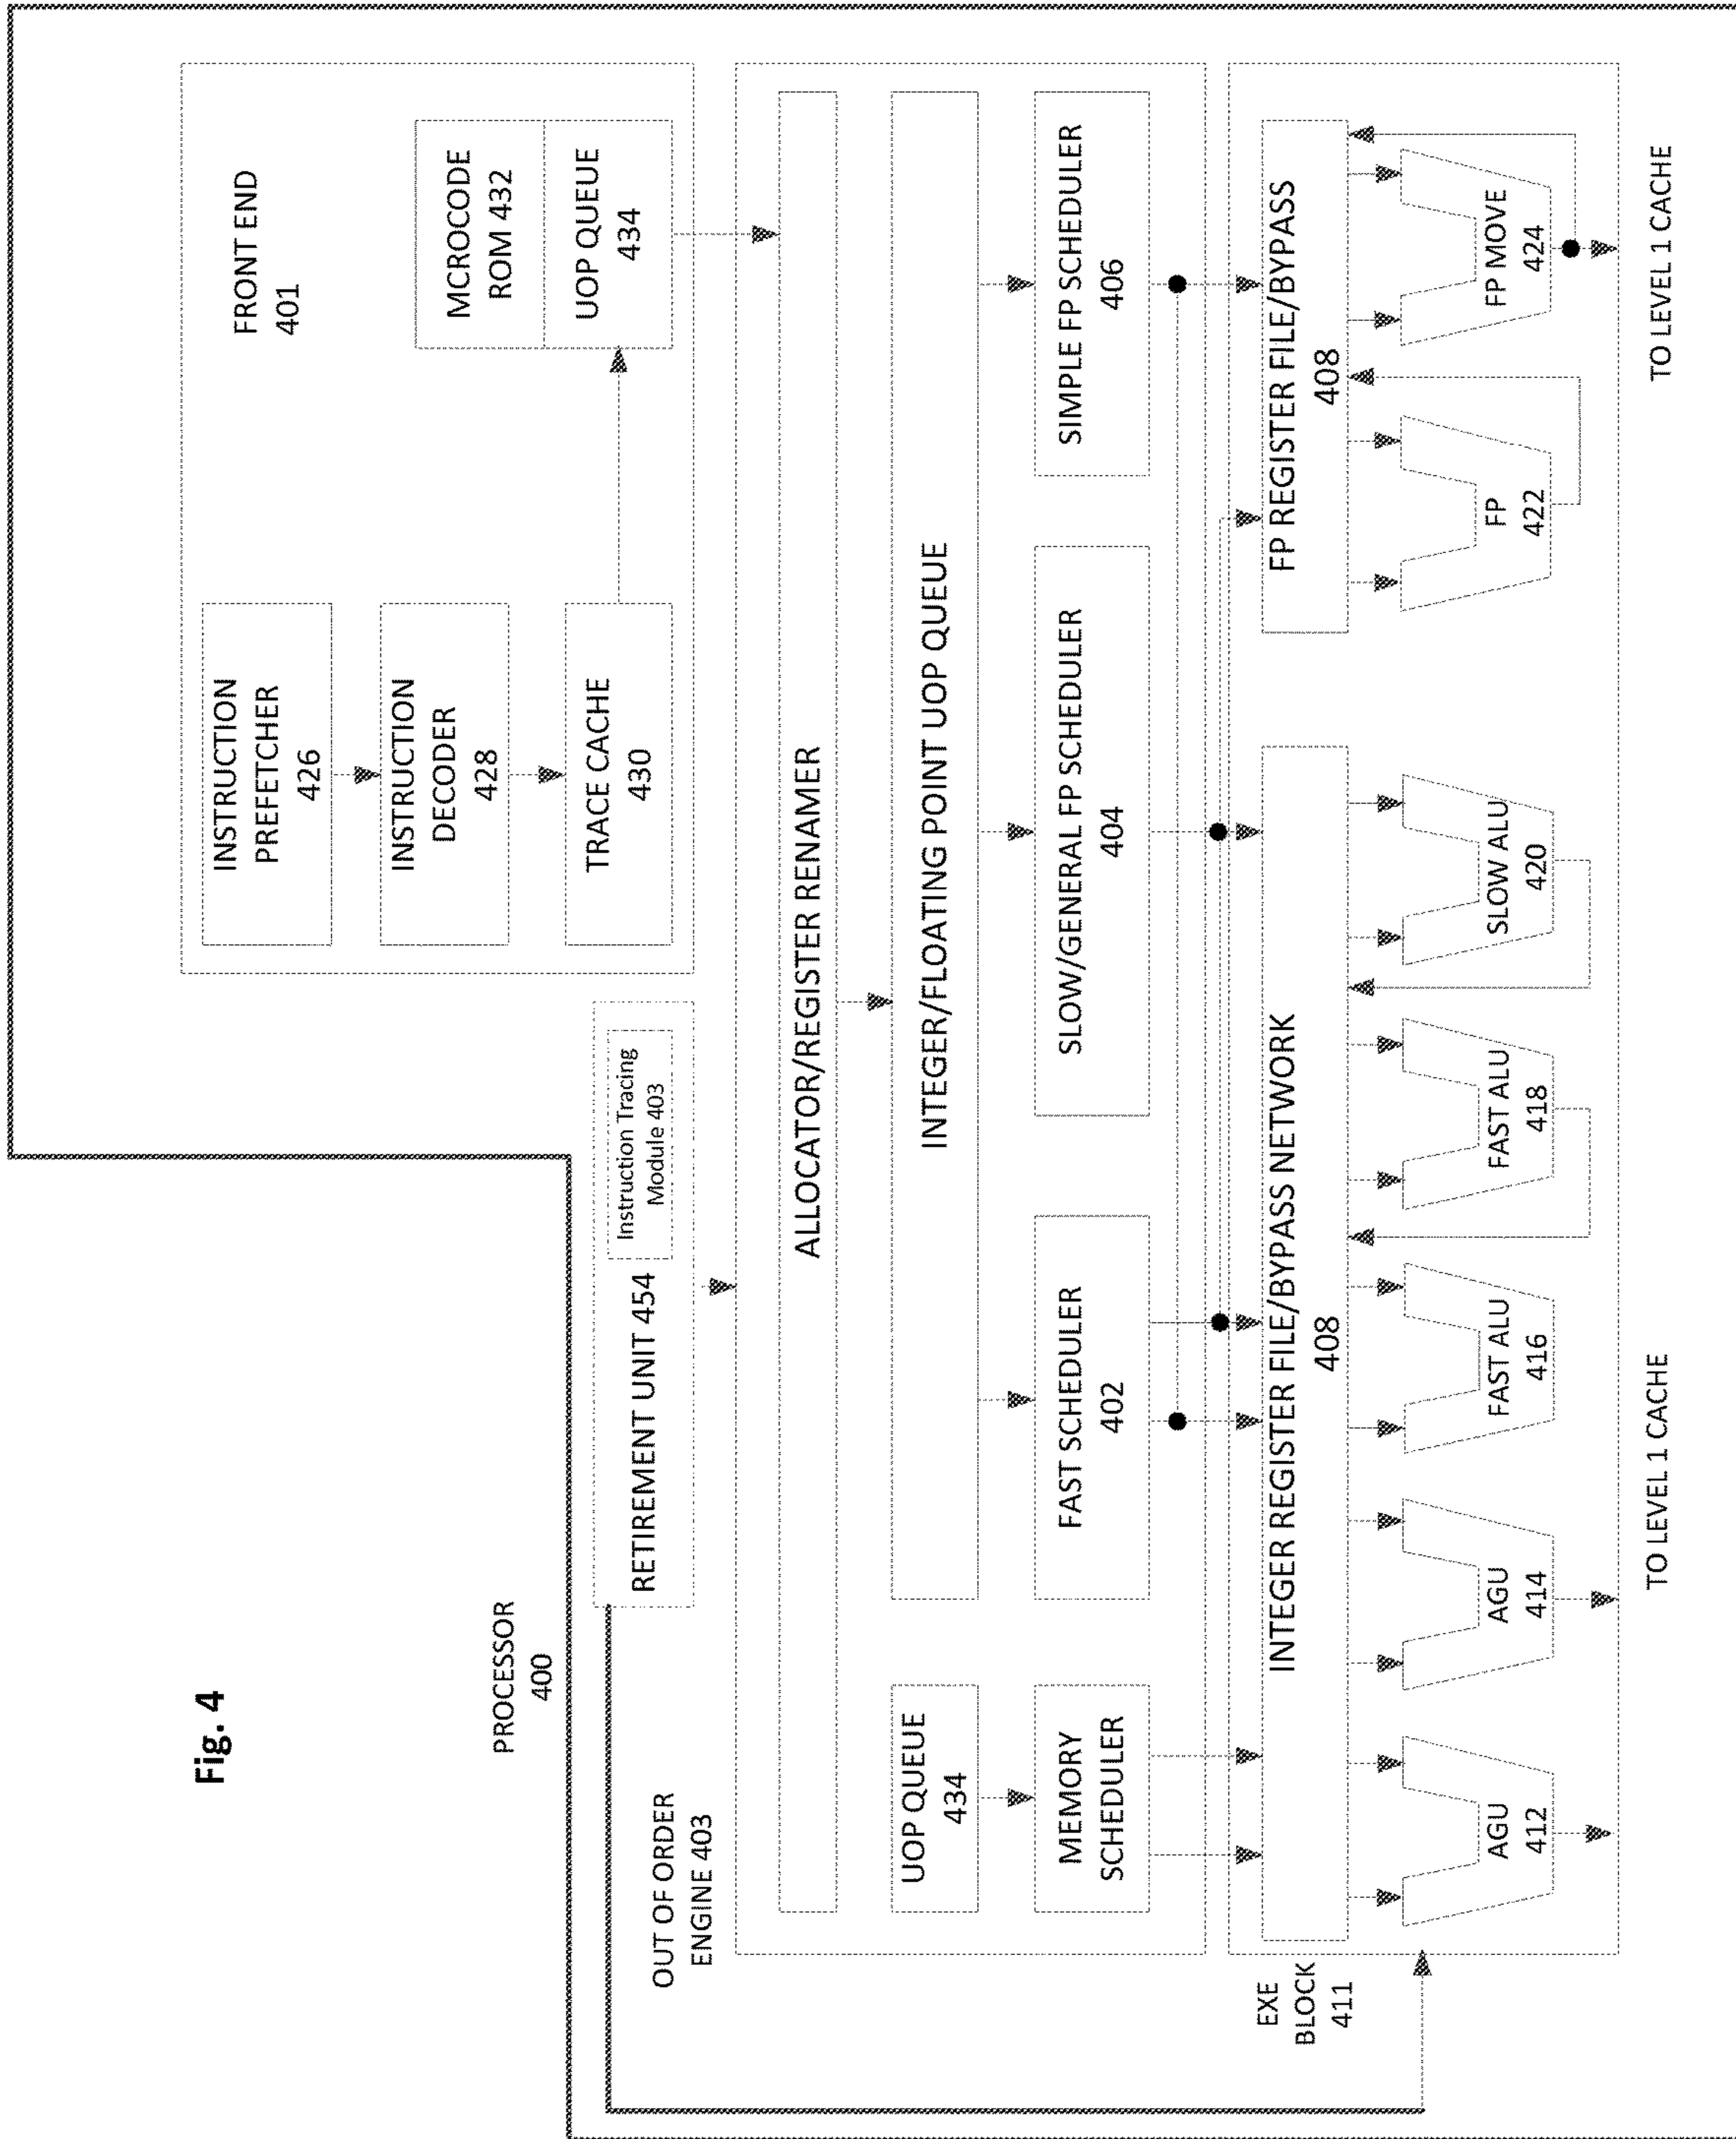 Fig. 4
PROCESSOR
400
FRONT END
401
INSTRUCTION
PREFETCHER
426
INSTRUCTION
DECODER
428
TRACE CACHE
430
MCROCODE
ROM 432
UOP QUEUE
434
OUT OF ORDER
ENGINE 403
RETIREMENT UNIT 454
Instruction Tracing
Module 403
ALLOCATOR/REGISTER RENAMER
UOP QUEUE
434
INTEGER/FLOATING POINT UOP QUEUE
MEMORY
SCHEDULER
FAST SCHEDULER
402
SLOW/GENERAL FP SCHEDULER
404
SIMPLE FP SCHEDULER
406
EXE
BLOCK
411
INTEGER REGISTER FILE/BYPASS NETWORK
408
FP REGISTER FILE/BYPASS
408
AGU
412
AGU
414
FAST ALU
416
FAST ALU
418
SLOW ALU
420
FP
422
FP MOVE
424
TO LEVEL 1 CACHE
TO LEVEL 1 CACHE